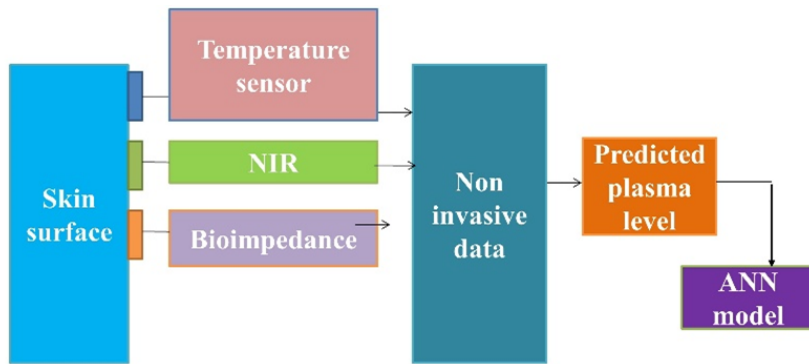 Skin
surface
Temperature
sensor
NIR
Bioimpedance
Non
invasive
data
Predicted
plasma
level
ANN
model